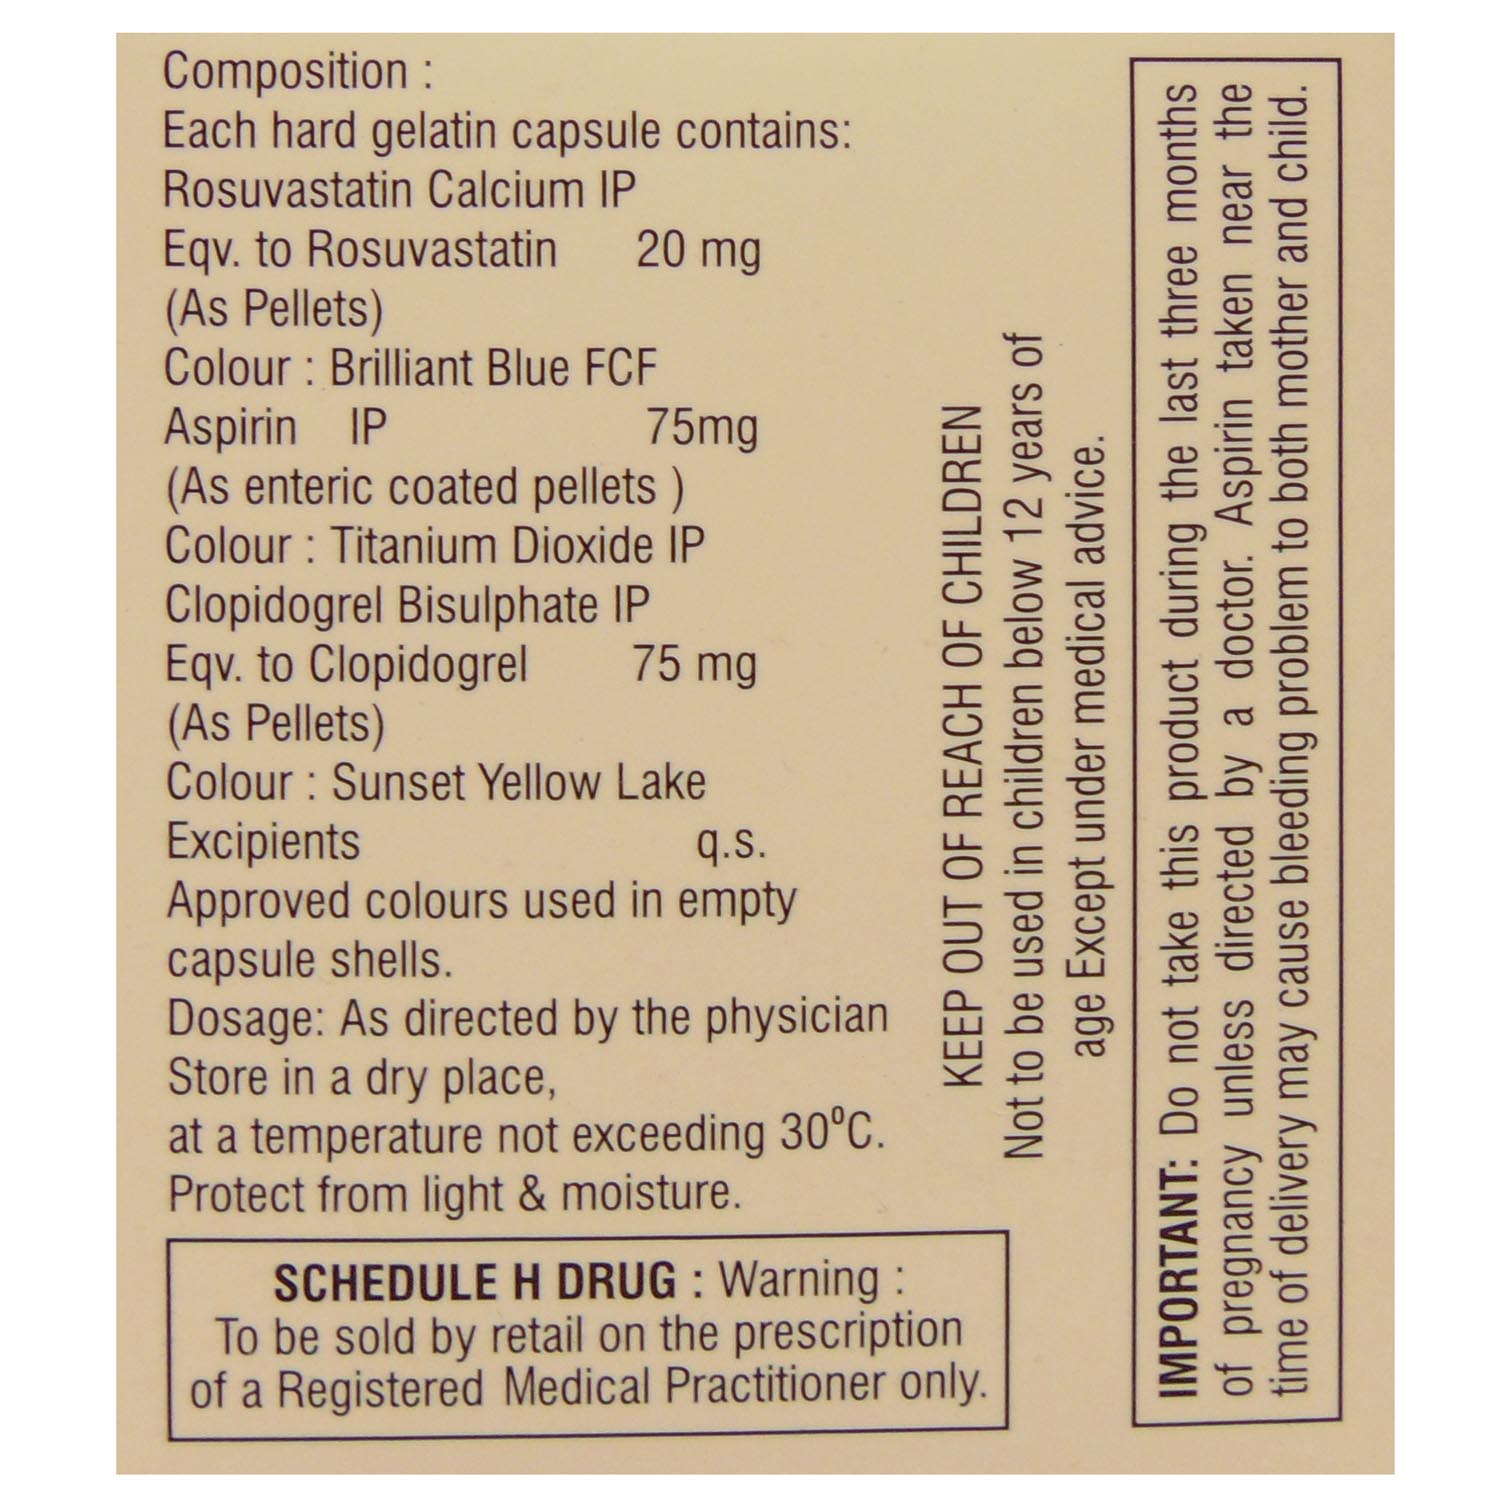 Composition :
Each hard gelatin capsule contains:
Rosuvastatin Calcium IP
Eqv. to Rosuvastatin 20 mg
(As Pellets)
Colour : Brilliant Blue FCF
Aspirin IP 75mg
(As enteric coated pellets )
Colour : Titanium Dioxide IP
Clopidogrel Bisulphate IP
Eqv. to Clopidogrel 75 mg
(As Pellets)
Colour : Sunset Yellow Lake
Excipients q.s.
Approved colours used in empty
capsule shells.
Dosage: As directed by the physician
Store in a dry place,
at a temperature not exceeding 30⁰C.
Protect from light & moisture.
SCHEDULE H DRUG : Warning :
To be sold by retail on the prescription
of a Registered Medical Practitioner only.
KEEP OUT OF REACH OF CHILDREN
Not to be used in children below 12 years of
age Except under medical advice.
IMPORTANT: Do not take this product during the last three months
of pregnancy unless directed by a doctor. Aspirin taken near the
time of delivery may cause bleeding problem to both mother and child.